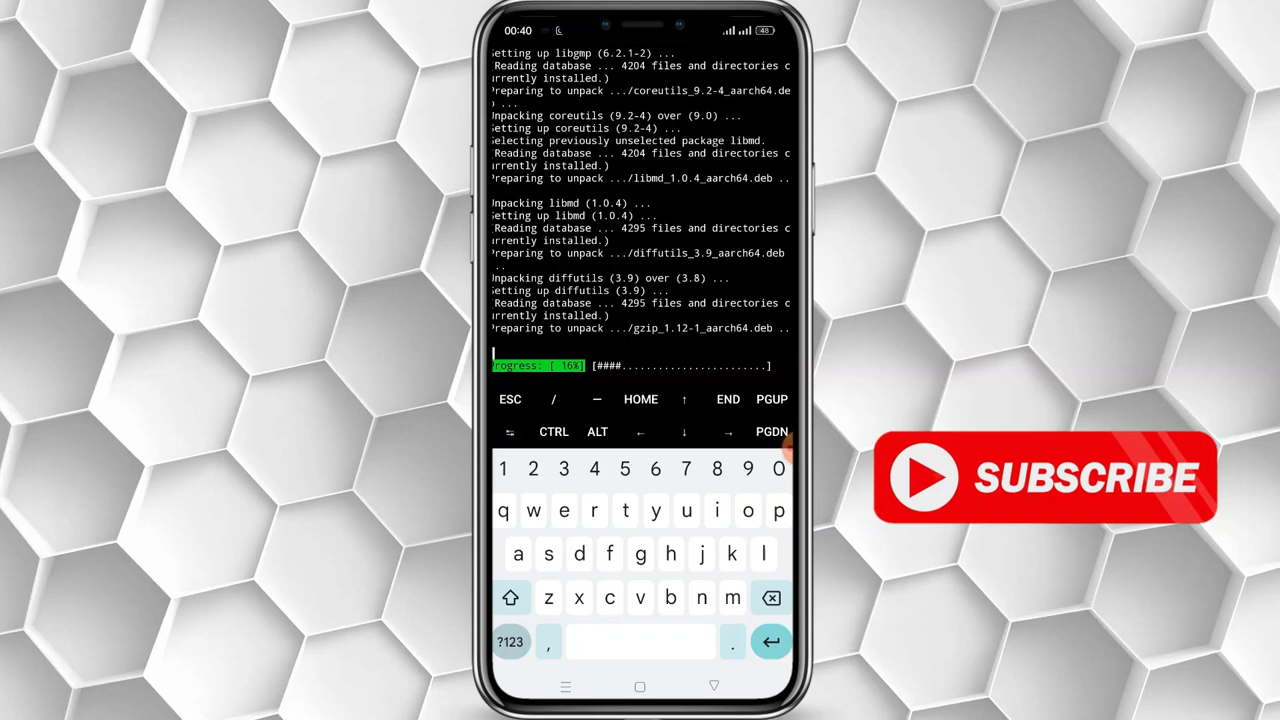 00:40
48
Setting up libgmp (6.2.1-2) ...
(Reading database ... 4204 files and directories c
urrently installed.)
Preparing to unpack .../coreutils_9.2-4_aarch64.de
b ...
Unpacking coreutils (9.2-4) over (9.0) ...
Setting up coreutils (9.2-4) ...
Selecting previously unselected package libmd.
(Reading database ... 4204 files and directories c
urrently installed.)
Preparing to unpack .../libmd_1.0.4_aarch64.deb ..
Unpacking libmd (1.0.4) ...
Setting up libmd (1.0.4) ...
(Reading database ... 4295 files and directories c
urrently installed.)
Preparing to unpack .../diffutils_3.9_aarch64.deb
..
Unpacking diffutils (3.9) over (3.8) ...
Setting up diffutils (3.9) ...
(Reading database ... 4295 files and directories c
urrently installed.)
Preparing to unpack .../gzip_1.12-1_aarch64.deb ..
Progress: [ 16%] [####........................]
ESC / — HOME ↑ END PGUP
↹ CTRL ALT ← ↓ → PGDN
1 2 3 4 5 6 7 8 9 0
q w e r t y u i o p
a s d f g h j k l
z x c v b n m
?123 , .
SUBSCRIBE